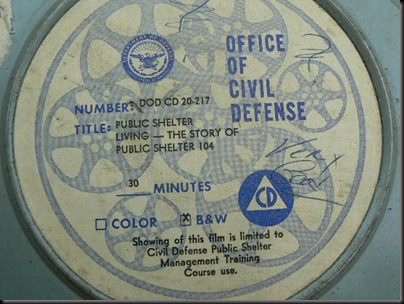 OFFICE
OF
CIVIL
DEFENSE
NUMBER: DOD CD 20-217
TITLE: PUBLIC SHELTER
LIVING — THE STORY OF
PUBLIC SHELTER 104
30 MINUTES
COLOR X B&W
CD
Showing of this film is limited to
Civil Defense Public Shelter
Management Training
Course use.